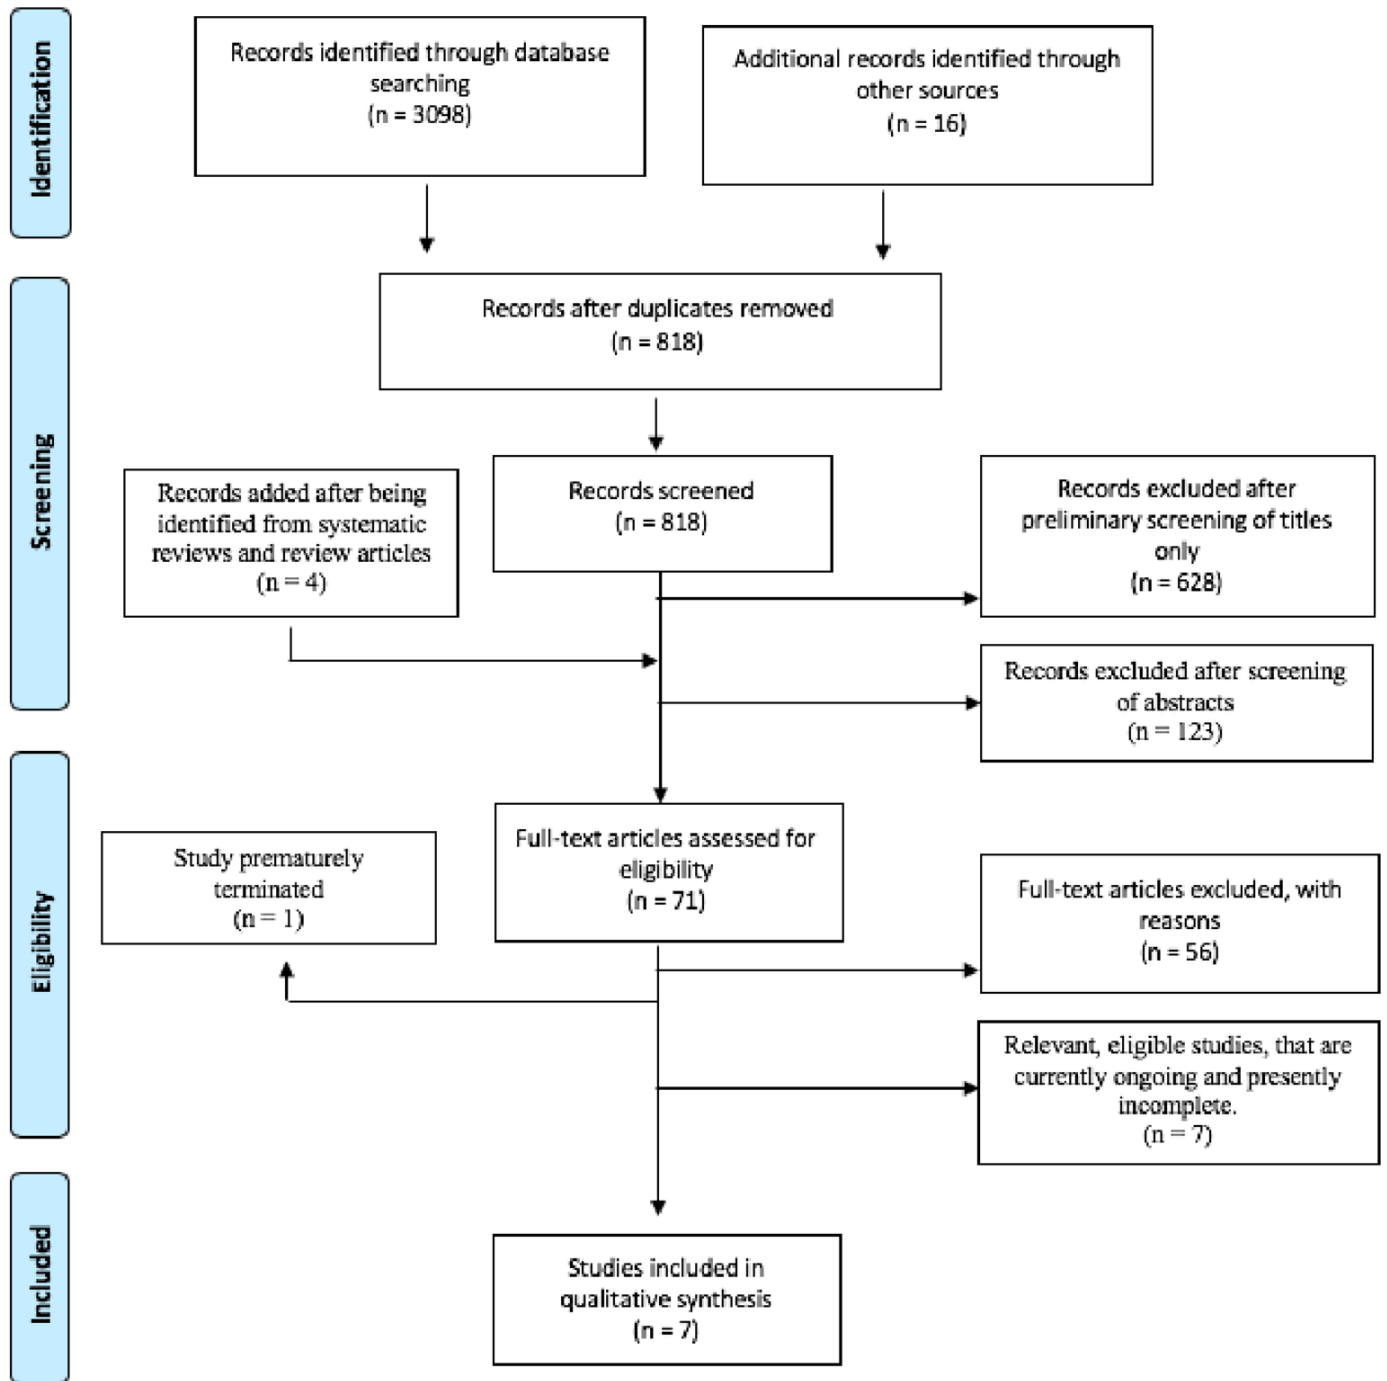 Identification
Records identified through database
searching
(n = 3098)
Additional records identified through
other sources
(n = 16)
Screening
Records after duplicates removed
(n = 818)
Records added after being
identified from systematic
reviews and review articles
(n = 4)
Records screened
(n = 818)
Records excluded after
preliminary screening of titles
only
(n = 628)
Records excluded after screening
of abstracts
(n = 123)
Eligibility
Study prematurely
terminated
(n = 1)
Full-text articles assessed for
eligibility
(n = 71)
Full-text articles excluded, with
reasons
(n = 56)
Relevant, eligible studies, that are
currently ongoing and presently
incomplete.
(n = 7)
Included
Studies included in
qualitative synthesis
(n = 7)